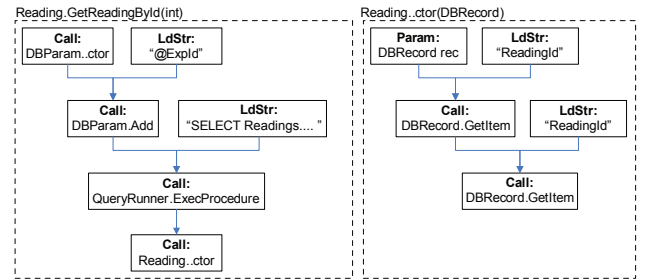 Reading.GetReadingById(int)
Call:
DBParam..ctor
LdStr:
"@ExpId"
Call:
DBParam.Add
LdStr:
"SELECT Readings.... "
Call:
QueryRunner.ExecProcedure
Call:
Reading..ctor
Reading..ctor(DBRecord)
Param:
DBRecord rec
LdStr:
"ReadingId"
Call:
DBRecord.GetItem
LdStr:
"ReadingId"
Call:
DBRecord.GetItem